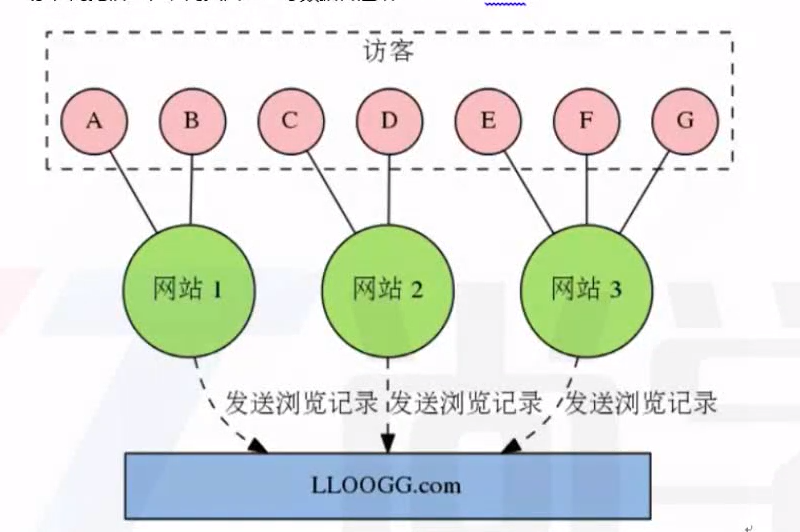 访客
A B C D E F G
网站 1 网站 2 网站 3
发送浏览记录 发送浏览记录 发送浏览记录
LLOOGG.com